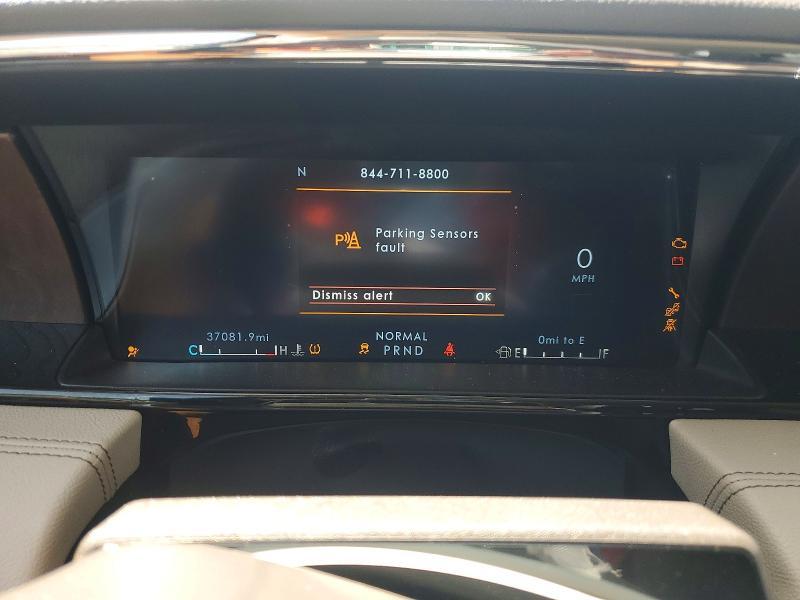 N
844-711-8800
P
Parking Sensors
fault
0
MPH
Dismiss alert
OK
37081.9mi
NORMAL
0mi to E
C
H
PRND
E
F